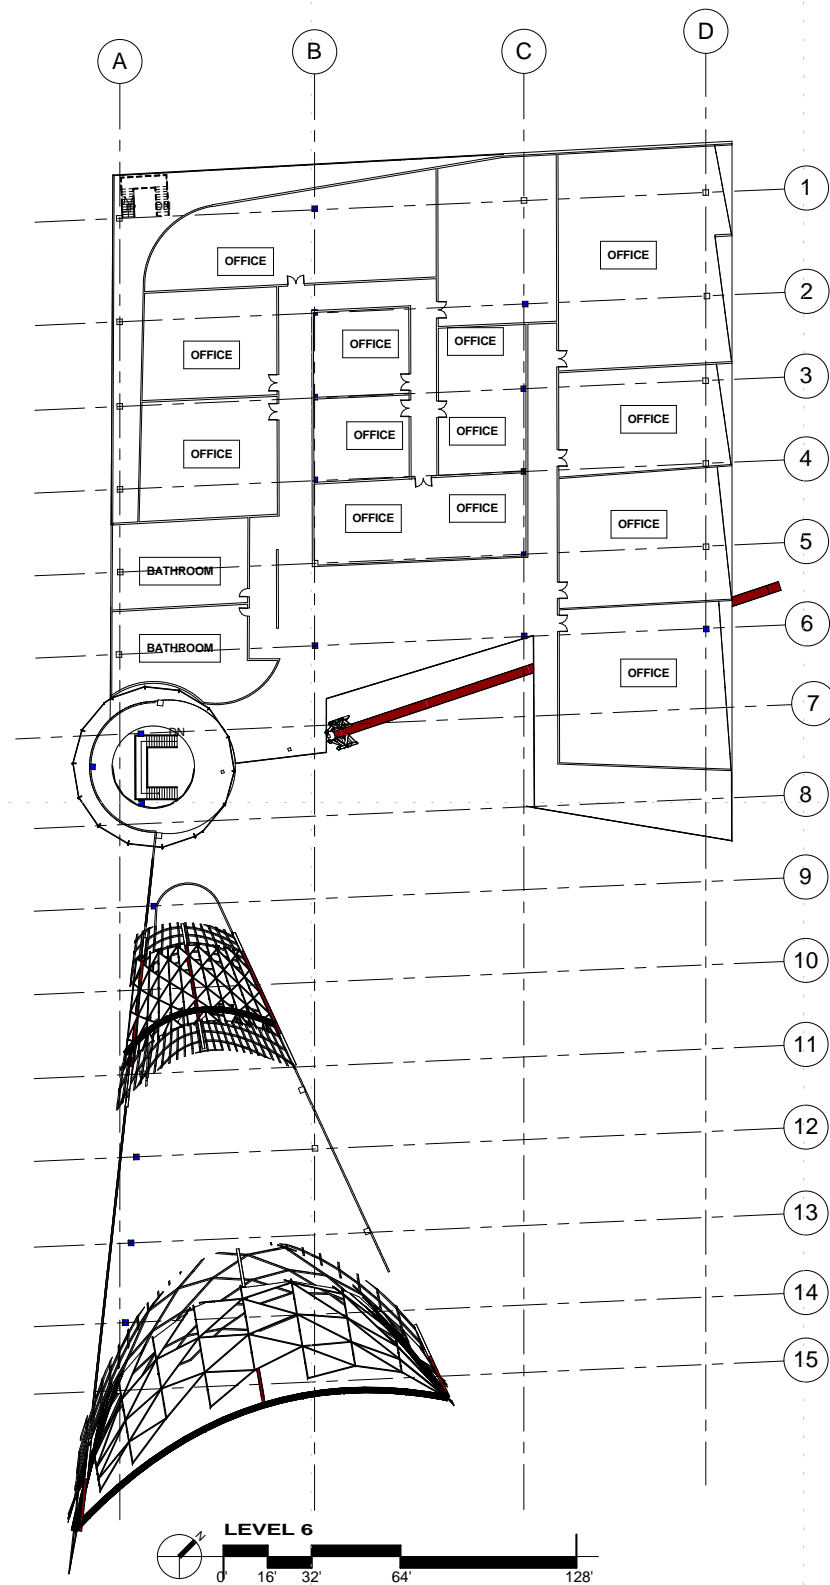 A
B
C
D
1
OFFICE
OFFICE
2
OFFICE
OFFICE
OFFICE
3
OFFICE
OFFICE
OFFICE
OFFICE
4
OFFICE
OFFICE
OFFICE
5
BATHROOM
6
BATHROOM
OFFICE
7
DN
8
9
10
11
12
13
14
15
N
LEVEL 6
0'
16'
32'
64'
128'